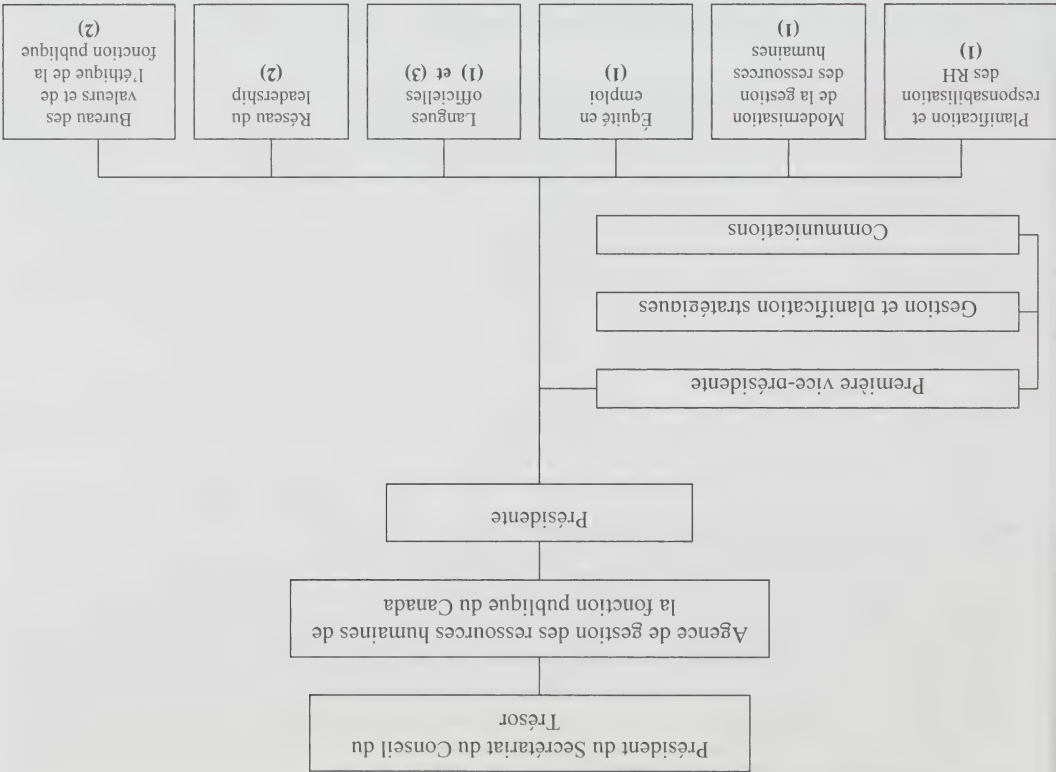 Président du Secrétariat du Conseil du
Trésor
Agence de gestion des ressources humaines de
la fonction publique du Canada
Présidente
Première vice-présidente
Gestion et planification stratégiques
Communications
Planification et
responsabilisation
des RH
(1)
Modernisation
de la gestion
des ressources
humaines
(1)
Équité en
emploi
(1)
Langues
officielles
(1) et (3)
Réseau du
leadership
(2)
Bureau des
valeurs et de
l'éthique de la
fonction publique
(2)